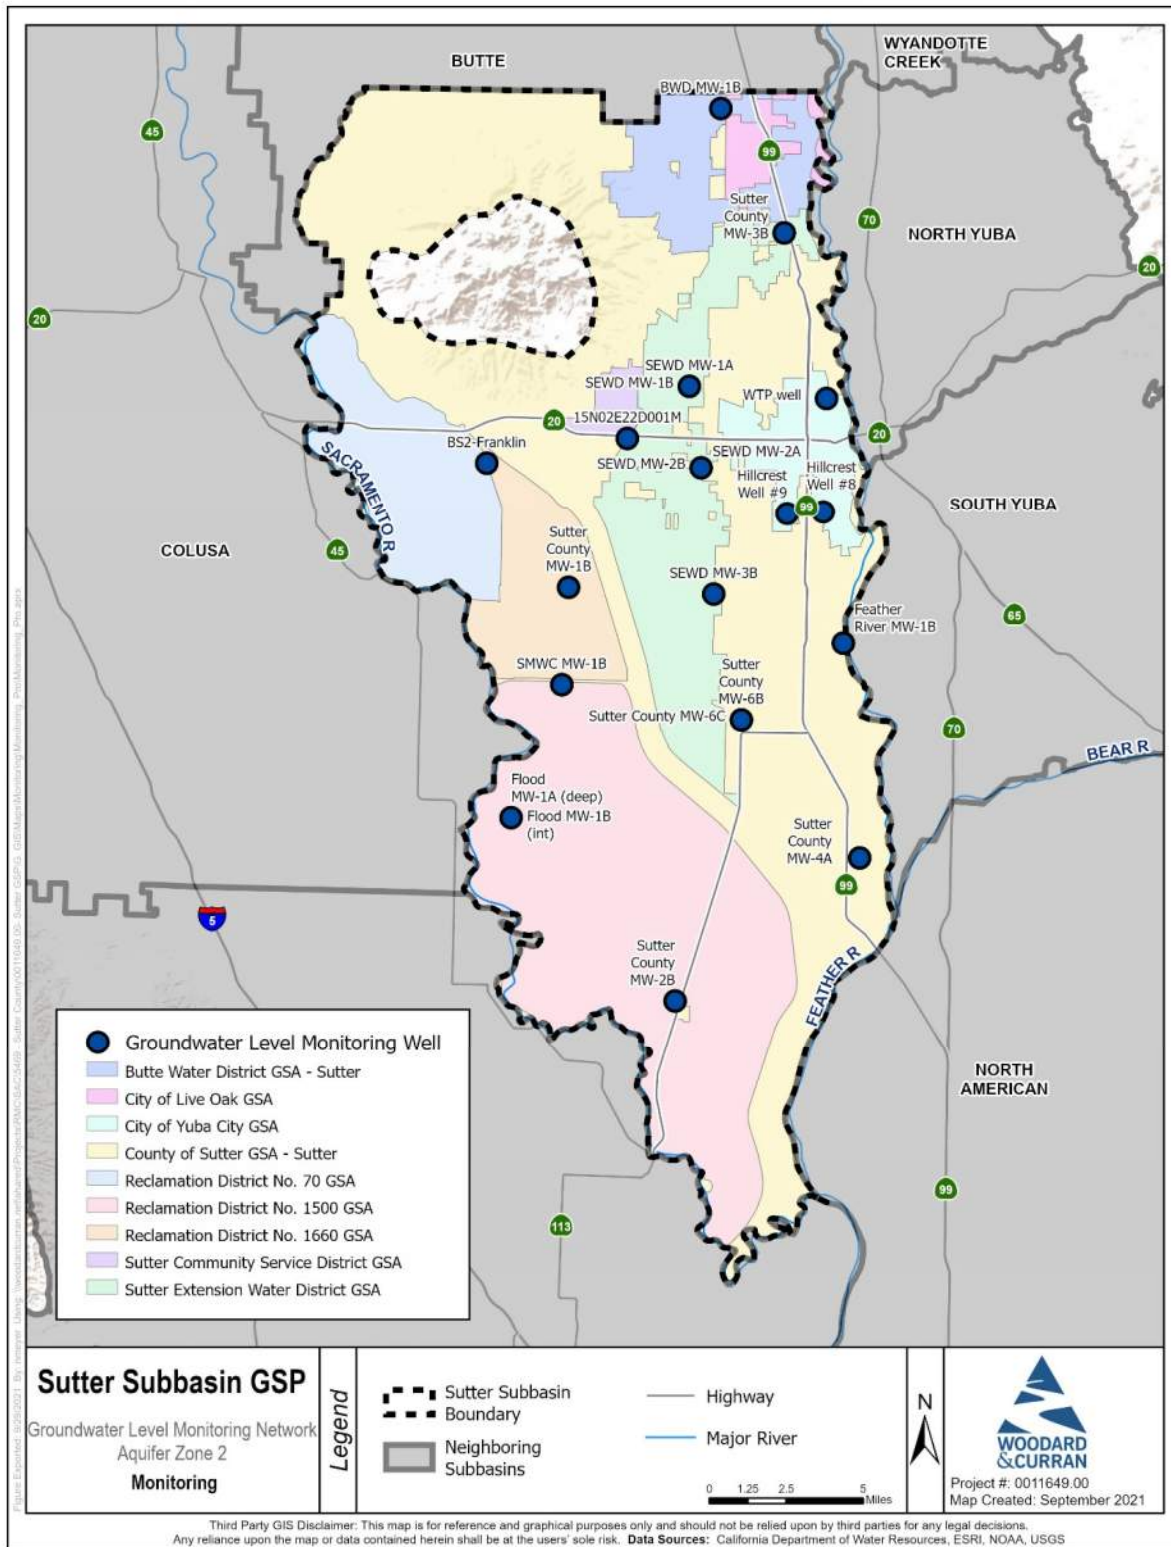 BUTTE
WYANDOTTE
CREEK
BWD MW-1B
45
99
Sutter
County
MW-3B
70
NORTH YUBA
20
20
SEWD MW-1A
SEWD MW-1B
WTP well
15N02E22D001M
20
20
BS2-Franklin
SEWD MW-2A
SEWD MW-2B
Hillcrest
Well #9
Hillcrest
Well #8
99
SACRAMENTO R
SOUTH YUBA
COLUSA
45
Sutter
County
MW-1B
SEWD MW-3B
Feather
River MW-1B
65
SMWC MW-1B
Sutter
County
MW-6B
Sutter County MW-6C
70
BEAR R
Flood
MW-1A (deep)
Flood MW-1B
(int)
Sutter
County
MW-4A
99
5
Sutter
County
MW-2B
FEATHER R
NORTH
AMERICAN
99
113
Groundwater Level Monitoring Well
Butte Water District GSA - Sutter
City of Live Oak GSA
City of Yuba City GSA
County of Sutter GSA - Sutter
Reclamation District No. 70 GSA
Reclamation District No. 1500 GSA
Reclamation District No. 1660 GSA
Sutter Community Service District GSA
Sutter Extension Water District GSA
Sutter Subbasin GSP
Groundwater Level Monitoring Network
Aquifer Zone 2
Monitoring
Legend
Sutter Subbasin
Boundary
Neighboring
Subbasins
Highway
Major River
0 1.25 2.5 5
Miles
N
WOODARD
&CURRAN
Project #: 0011649.00
Map Created: September 2021
Third Party GIS Disclaimer: This map is for reference and graphical purposes only and should not be relied upon by third parties for any legal decisions.
Any reliance upon the map or data contained herein shall be at the users' sole risk. Data Sources: California Department of Water Resources, ESRI, NOAA, USGS